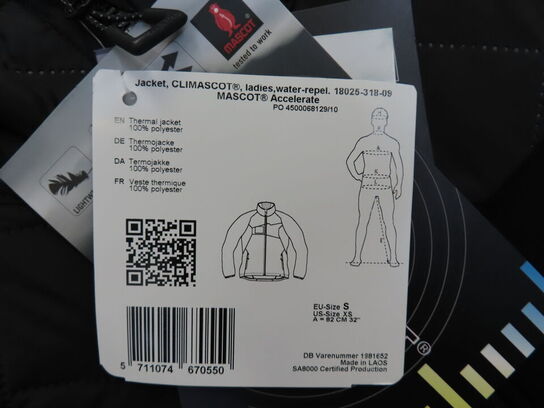 MASCOT
tested to work
Jacket, CLIMASCOT®, ladies,water-repel. 18025-318-09
MASCOT® Accelerate
PO 4500068129/10
EN Thermal jacket
100% polyester
DE Thermojacke
100% polyester
DA Termojakke
100% polyester
FR Veste thermique
100% polyester
EU-Size S
US-Size XS
A = 82 CM 32"
DB Varenummer 1981652
Made in LAOS
SA8000 Certified Production
5 711074 670550